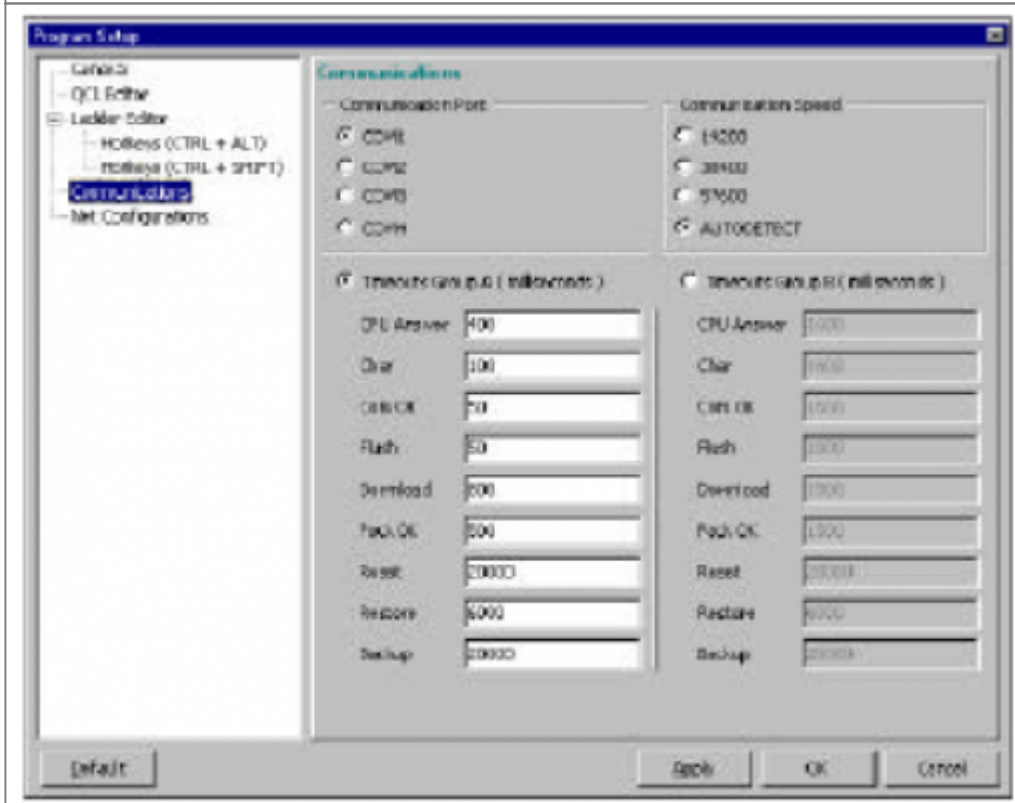 Program Setup
General
QCL Editor
Ladder Editor
Hotkeys (CTRL + ALT)
Hotkeys (CTRL + SHIFT)
Communications
Net Configurations
Communications
Communication Port
COM1
COM2
COM3
COM4
Communication Speed
19200
38400
57600
AUTODETECT
Timeouts Group A ( milliseconds )
CPU Answer 400
Char 100
Com OK 50
Flash 50
Download
Pack OK 500
Reset 20000
Restore 6000
Backup 20000
Timeouts Group B ( milliseconds )
CPU Answer
Char
Com OK
Flash
Download
Pack OK
Reset 20000
Restore 6000
Backup 20000
Default
Apply
OK
Cancel